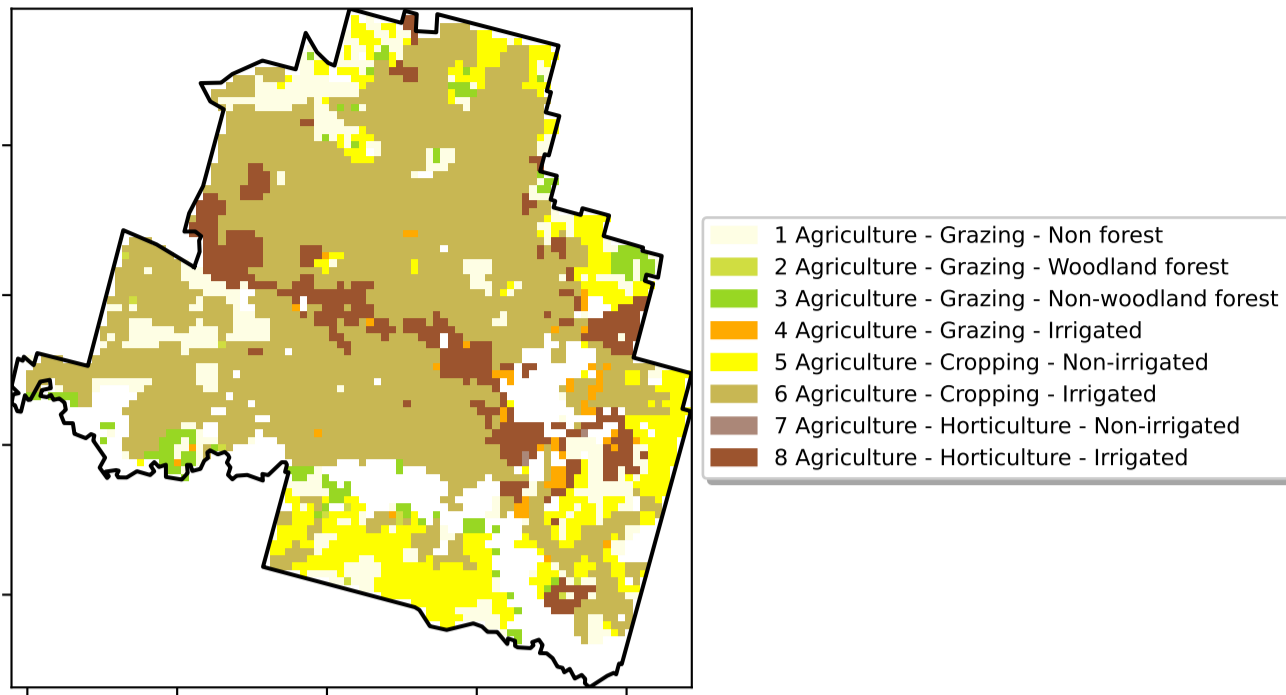 1 Agriculture - Grazing - Non forest
2 Agriculture - Grazing - Woodland forest
3 Agriculture - Grazing - Non-woodland forest
4 Agriculture - Grazing - Irrigated
5 Agriculture - Cropping - Non-irrigated
6 Agriculture - Cropping - Irrigated
7 Agriculture - Horticulture - Non-irrigated
8 Agriculture - Horticulture - Irrigated